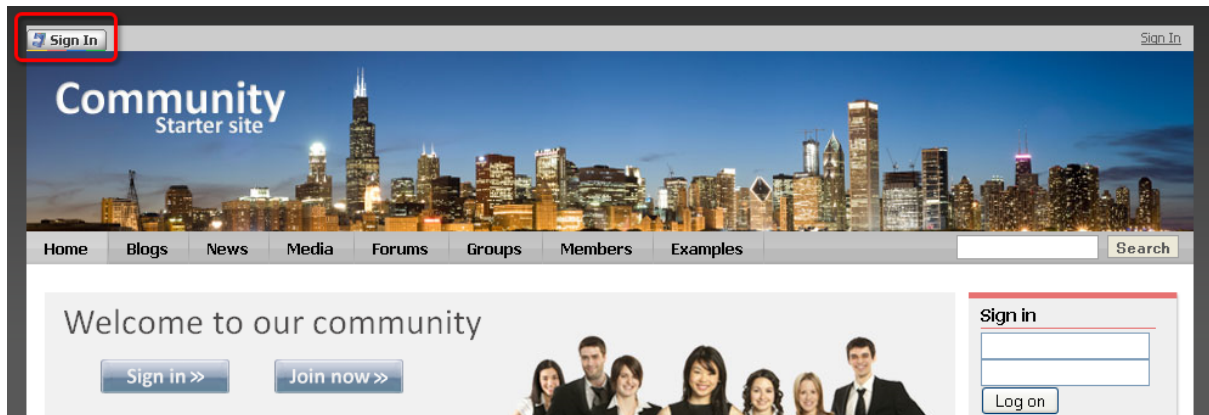 Sign In Sign In
Community
Starter site
Home Blogs News Media Forums Groups Members Examples Search
Welcome to our community
Sign in »
Join now »
Sign in
Log on